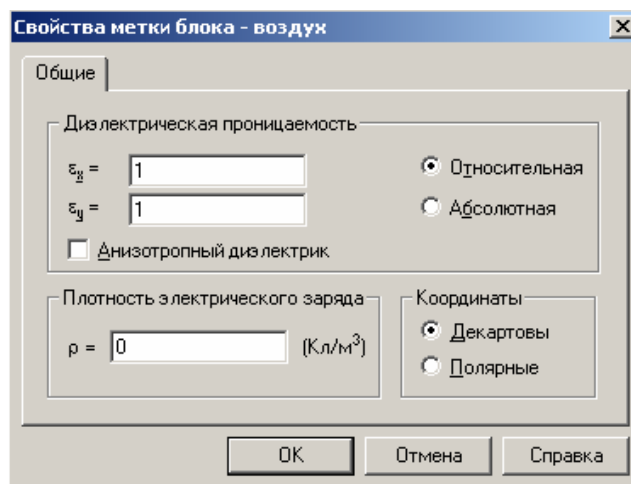 Свойства метки блока - воздух
Общие
Диэлектрическая проницаемость
εx = 1
Относительная
εy = 1
Абсолютная
Анизотропный диэлектрик
Плотность электрического заряда
Координаты
ρ = 0 (Кл/м³)
Декартовы
Полярные
OK Отмена Справка